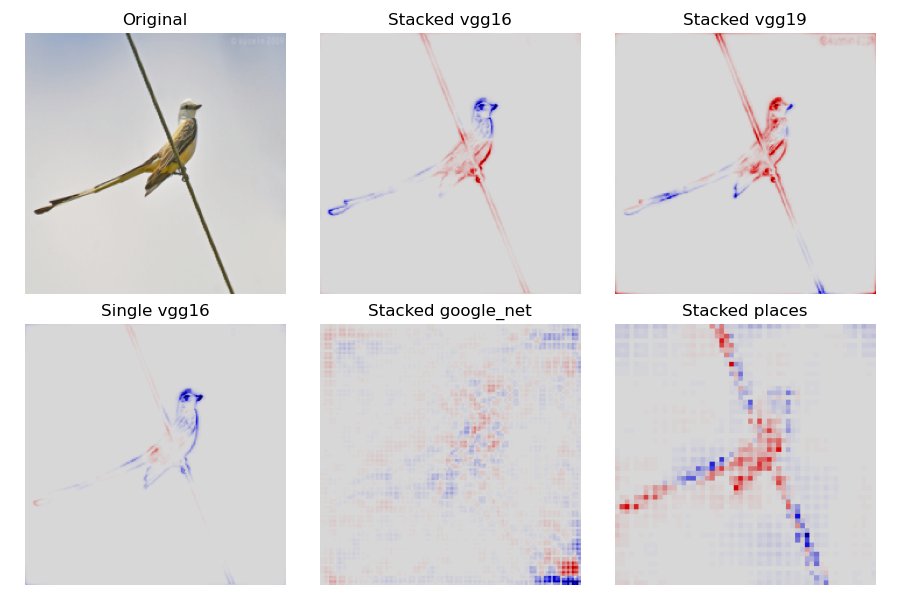 Original
Stacked vgg16
Stacked vgg19
Single vgg16
Stacked google_net
Stacked places